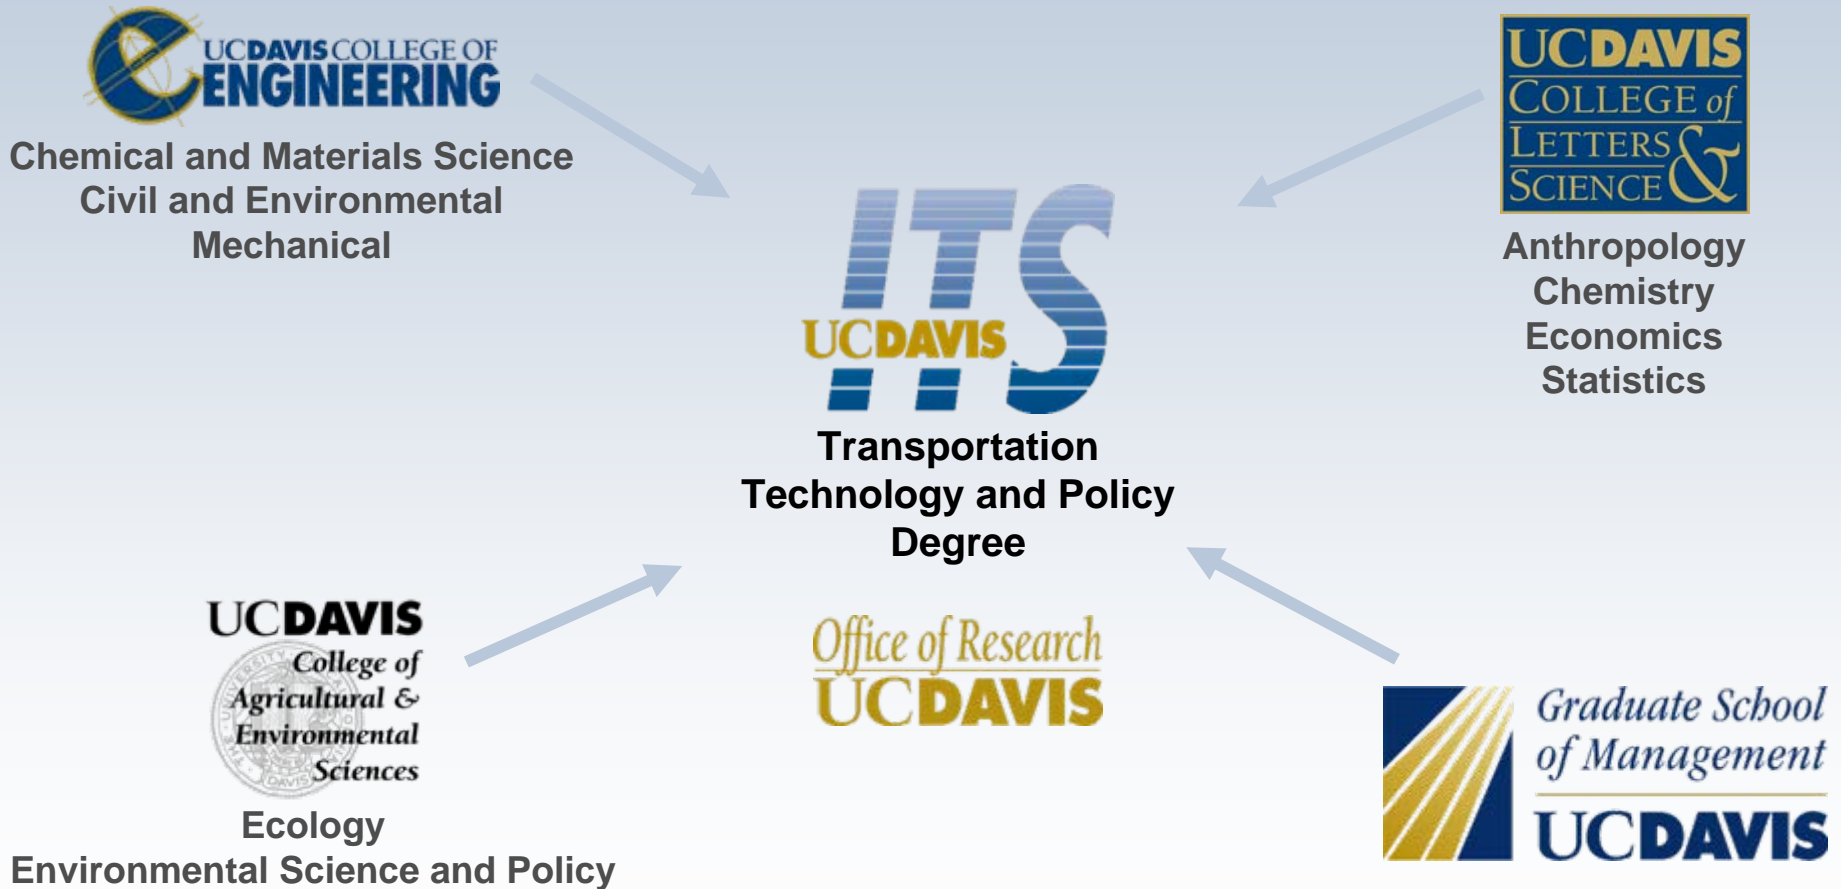 UCDAVIS COLLEGE OF
ENGINEERING
Chemical and Materials Science
Civil and Environmental
Mechanical
UCDAVIS
COLLEGE of
LETTERS &
SCIENCE
Anthropology
Chemistry
Economics
Statistics
ITS
UCDAVIS
Transportation
Technology and Policy
Degree
UCDAVIS
College of
Agricultural &
Environmental
Sciences
Ecology
Environmental Science and Policy
Office of Research
UCDAVIS
Graduate School
of Management
UCDAVIS